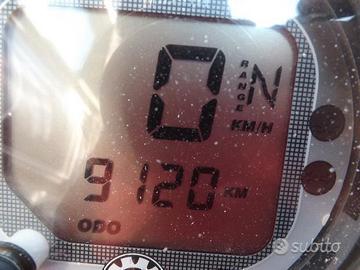 0 RANGE N
KM/H
9120 KM
ODO
subito